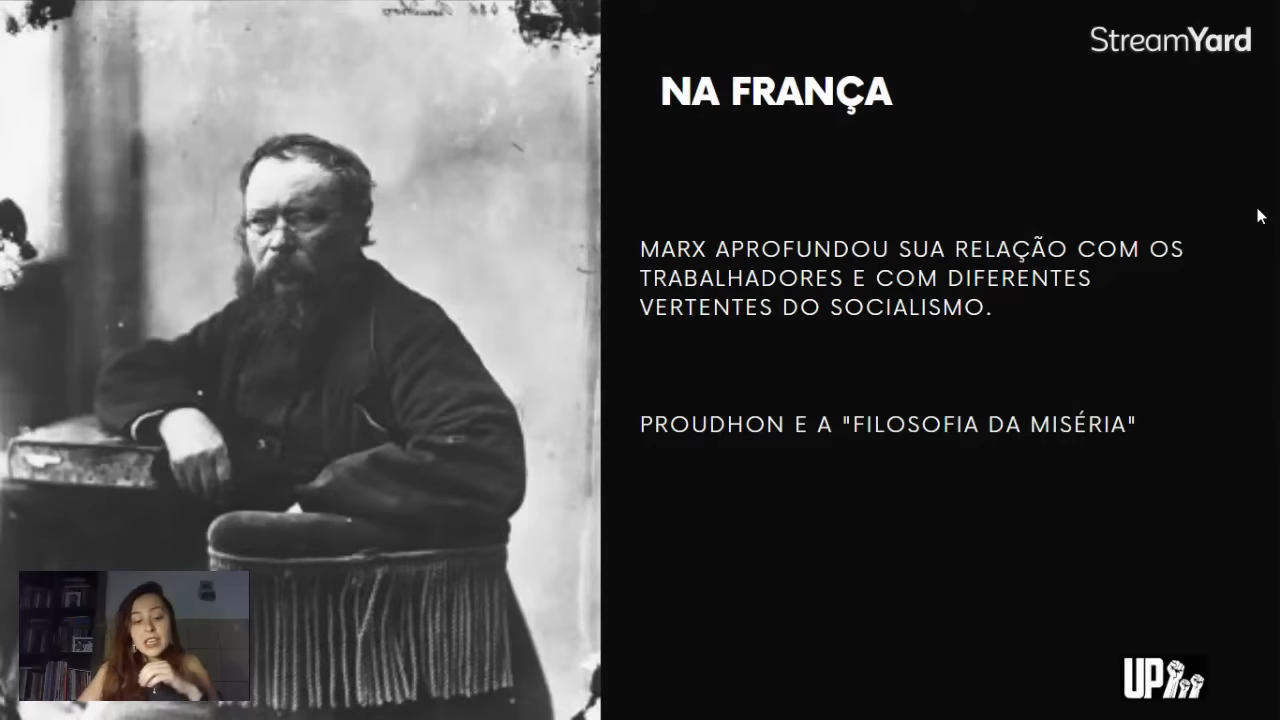 StreamYard
NA FRANÇA
MARX APROFUNDOU SUA RELAÇÃO COM OS
TRABALHADORES E COM DIFERENTES
VERTENTES DO SOCIALISMO.
PROUDHON E A "FILOSOFIA DA MISÉRIA"
UP